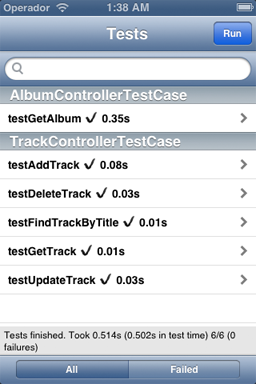 Operador 1:38 AM
Tests
Run
AlbumControllerTestCase
testGetAlbum ✓ 0.35s
TrackControllerTestCase
testAddTrack ✓ 0.08s
testDeleteTrack ✓ 0.03s
testFindTrackByTitle ✓ 0.01s
testGetTrack ✓ 0.01s
testUpdateTrack ✓ 0.03s
Tests finished. Took 0.514s (0.502s in test time) 6/6 (0
failures)
All Failed